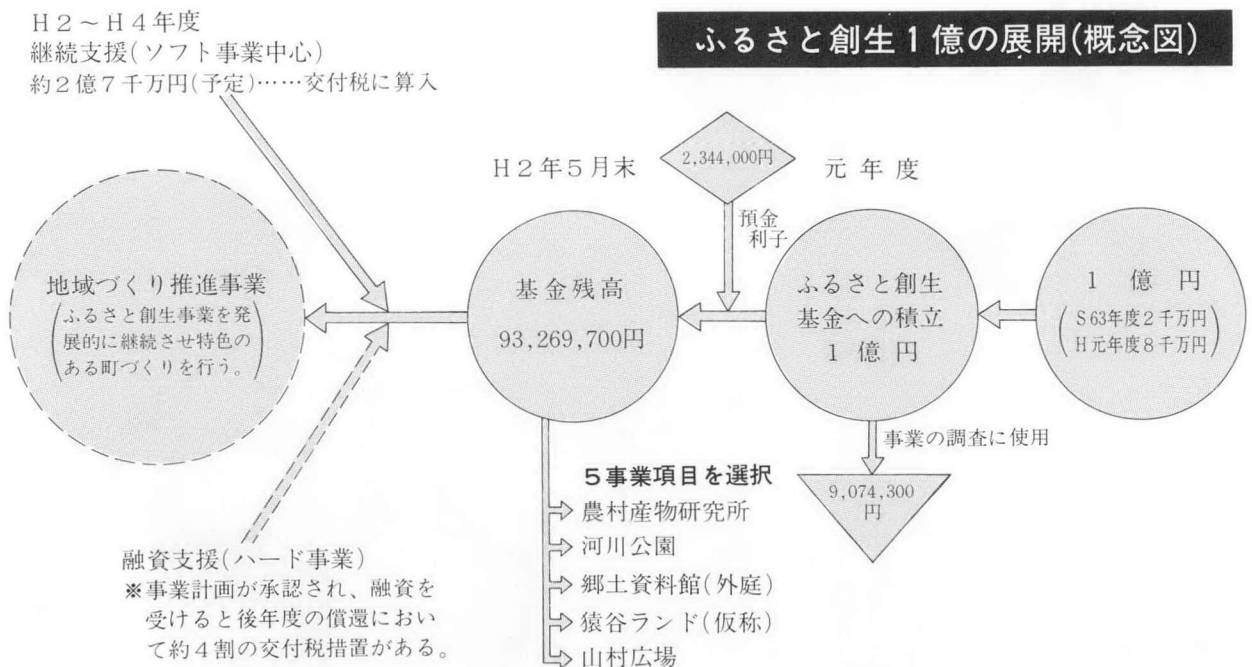 H2～H4年度
継続支援(ソフト事業中心)
約2億7千万円(予定)……交付税に算入
ふるさと創生1億の展開(概念図)
H2年5月末
2,344,000円
元年度
預金
利子
地域づくり推進事業
(ふるさと創生事業を発
展的に継続させ特色の
ある町づくりを行う。)
基金残高
93,269,700円
ふるさと創生
基金への積立
1億円
1億円
(S63年度2千万円
H元年度8千万円)
事業の調査に使用
9,074,300
円
5事業項目を選択
農村産物研究所
河川公園
郷土資料館(外庭)
猿谷ランド(仮称)
山村広場
融資支援(ハード事業)
※事業計画が承認され、融資を
受けると後年度の償還におい
て約4割の交付税措置がある。